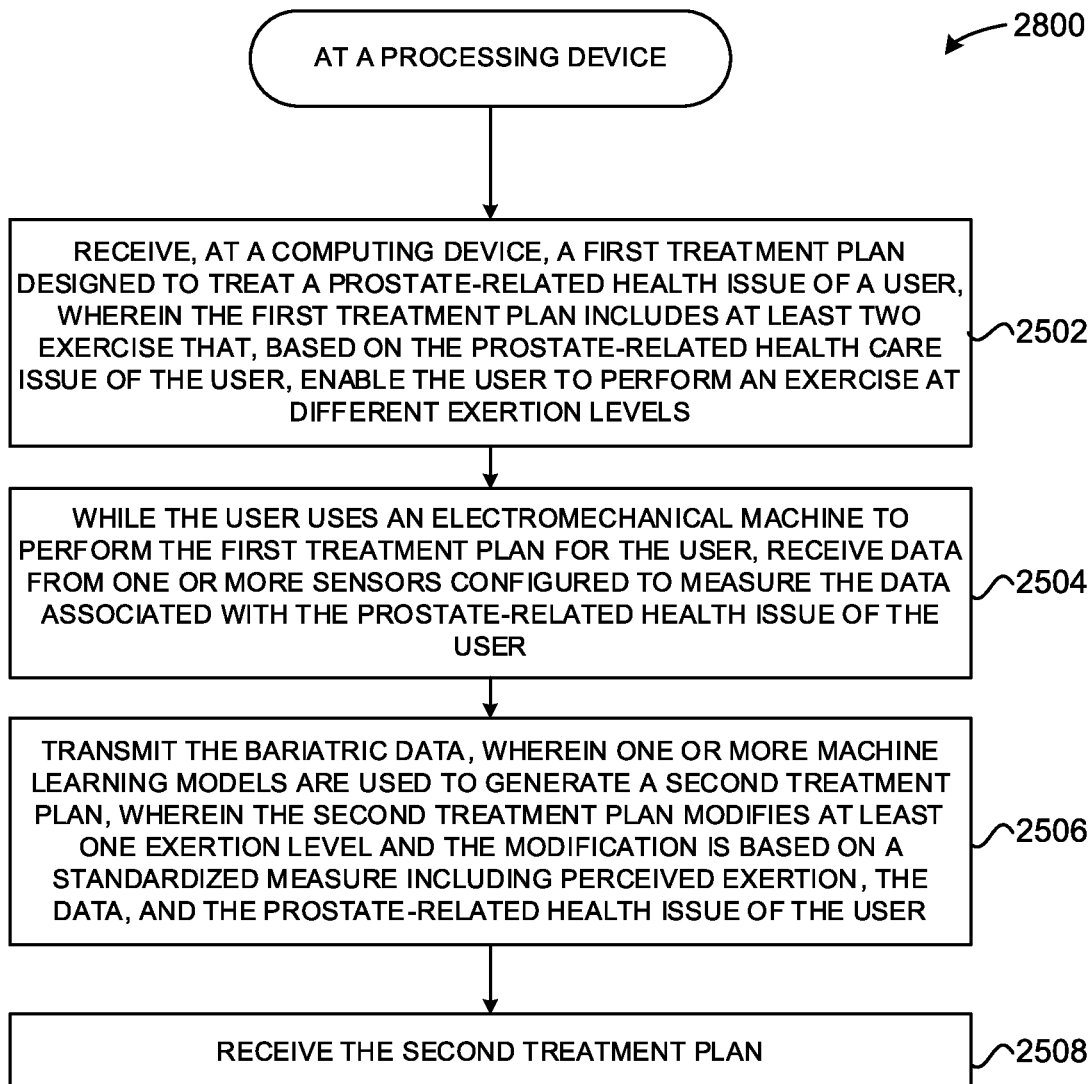 2800
AT A PROCESSING DEVICE
RECEIVE, AT A COMPUTING DEVICE, A FIRST TREATMENT PLAN
DESIGNED TO TREAT A PROSTATE-RELATED HEALTH ISSUE OF A USER,
WHEREIN THE FIRST TREATMENT PLAN INCLUDES AT LEAST TWO
EXERCISE THAT, BASED ON THE PROSTATE-RELATED HEALTH CARE
ISSUE OF THE USER, ENABLE THE USER TO PERFORM AN EXERCISE AT
DIFFERENT EXERTION LEVELS
2502
WHILE THE USER USES AN ELECTROMECHANICAL MACHINE TO
PERFORM THE FIRST TREATMENT PLAN FOR THE USER, RECEIVE DATA
FROM ONE OR MORE SENSORS CONFIGURED TO MEASURE THE DATA
ASSOCIATED WITH THE PROSTATE-RELATED HEALTH ISSUE OF THE
USER
2504
TRANSMIT THE BARIATRIC DATA, WHEREIN ONE OR MORE MACHINE
LEARNING MODELS ARE USED TO GENERATE A SECOND TREATMENT
PLAN, WHEREIN THE SECOND TREATMENT PLAN MODIFIES AT LEAST
ONE EXERTION LEVEL AND THE MODIFICATION IS BASED ON A
STANDARDIZED MEASURE INCLUDING PERCEIVED EXERTION, THE
DATA, AND THE PROSTATE-RELATED HEALTH ISSUE OF THE USER
2506
RECEIVE THE SECOND TREATMENT PLAN
2508